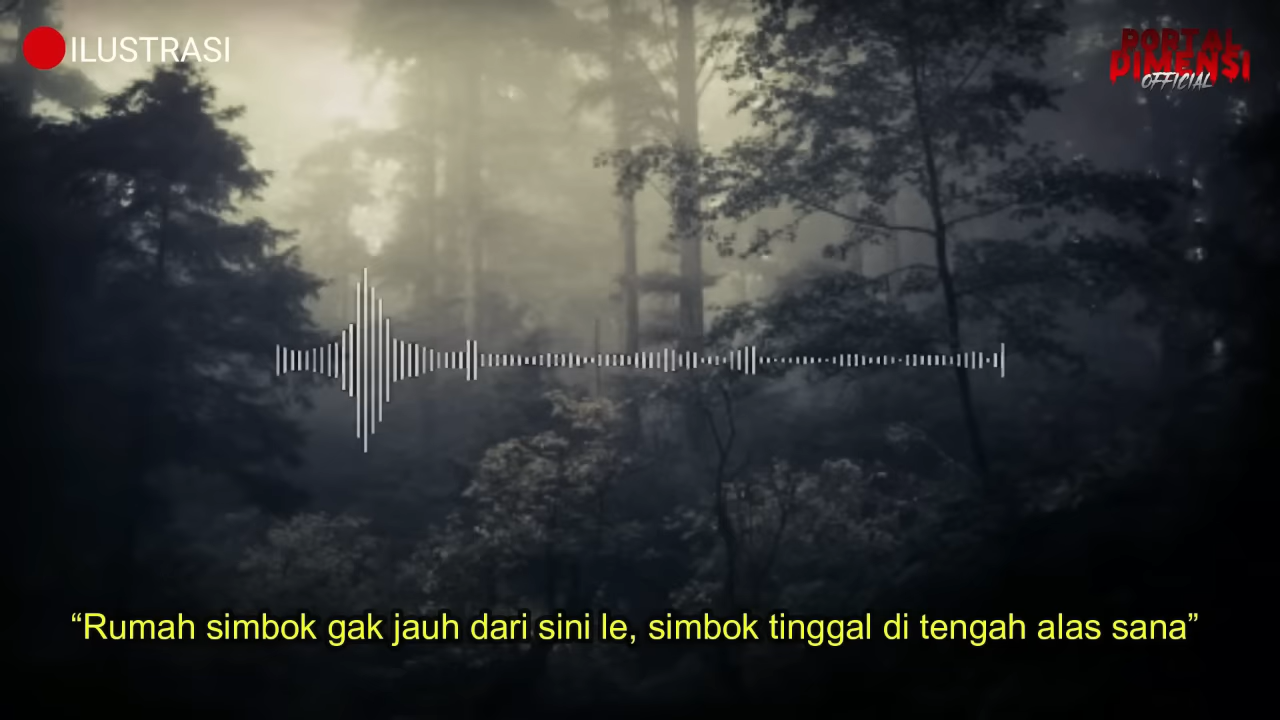 ILUSTRASI
PORTAL
DIMENSI
OFFICIAL
“Rumah simbok gak jauh dari sini le, simbok tinggal di tengah alas sana”